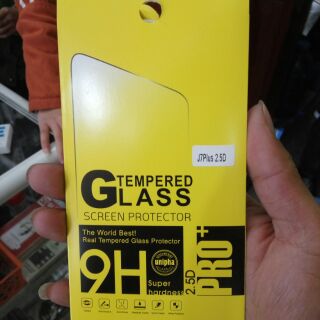 J7Plus 2.5D
TEMPERED
GLASS
SCREEN PROTECTOR
The World Best!
Real Tempered Glass Protector
9H
unipha
Super
hardness
2.5D
PRO+